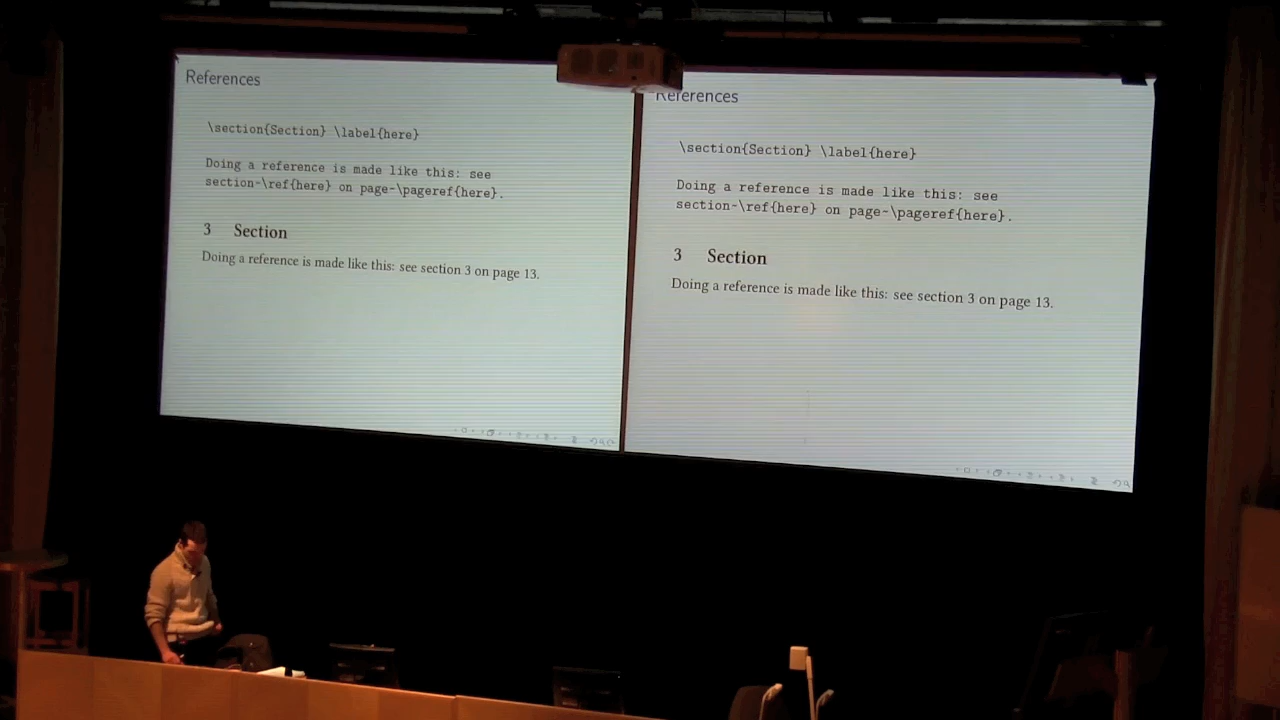 References
\section{Section} \label{here}
Doing a reference is made like this: see
section~\ref{here} on page~\pageref{here}.
3 Section
Doing a reference is made like this: see section 3 on page 13.
References
\section{Section} \label{here}
Doing a reference is made like this: see
section~\ref{here} on page~\pageref{here}.
3 Section
Doing a reference is made like this: see section 3 on page 13.